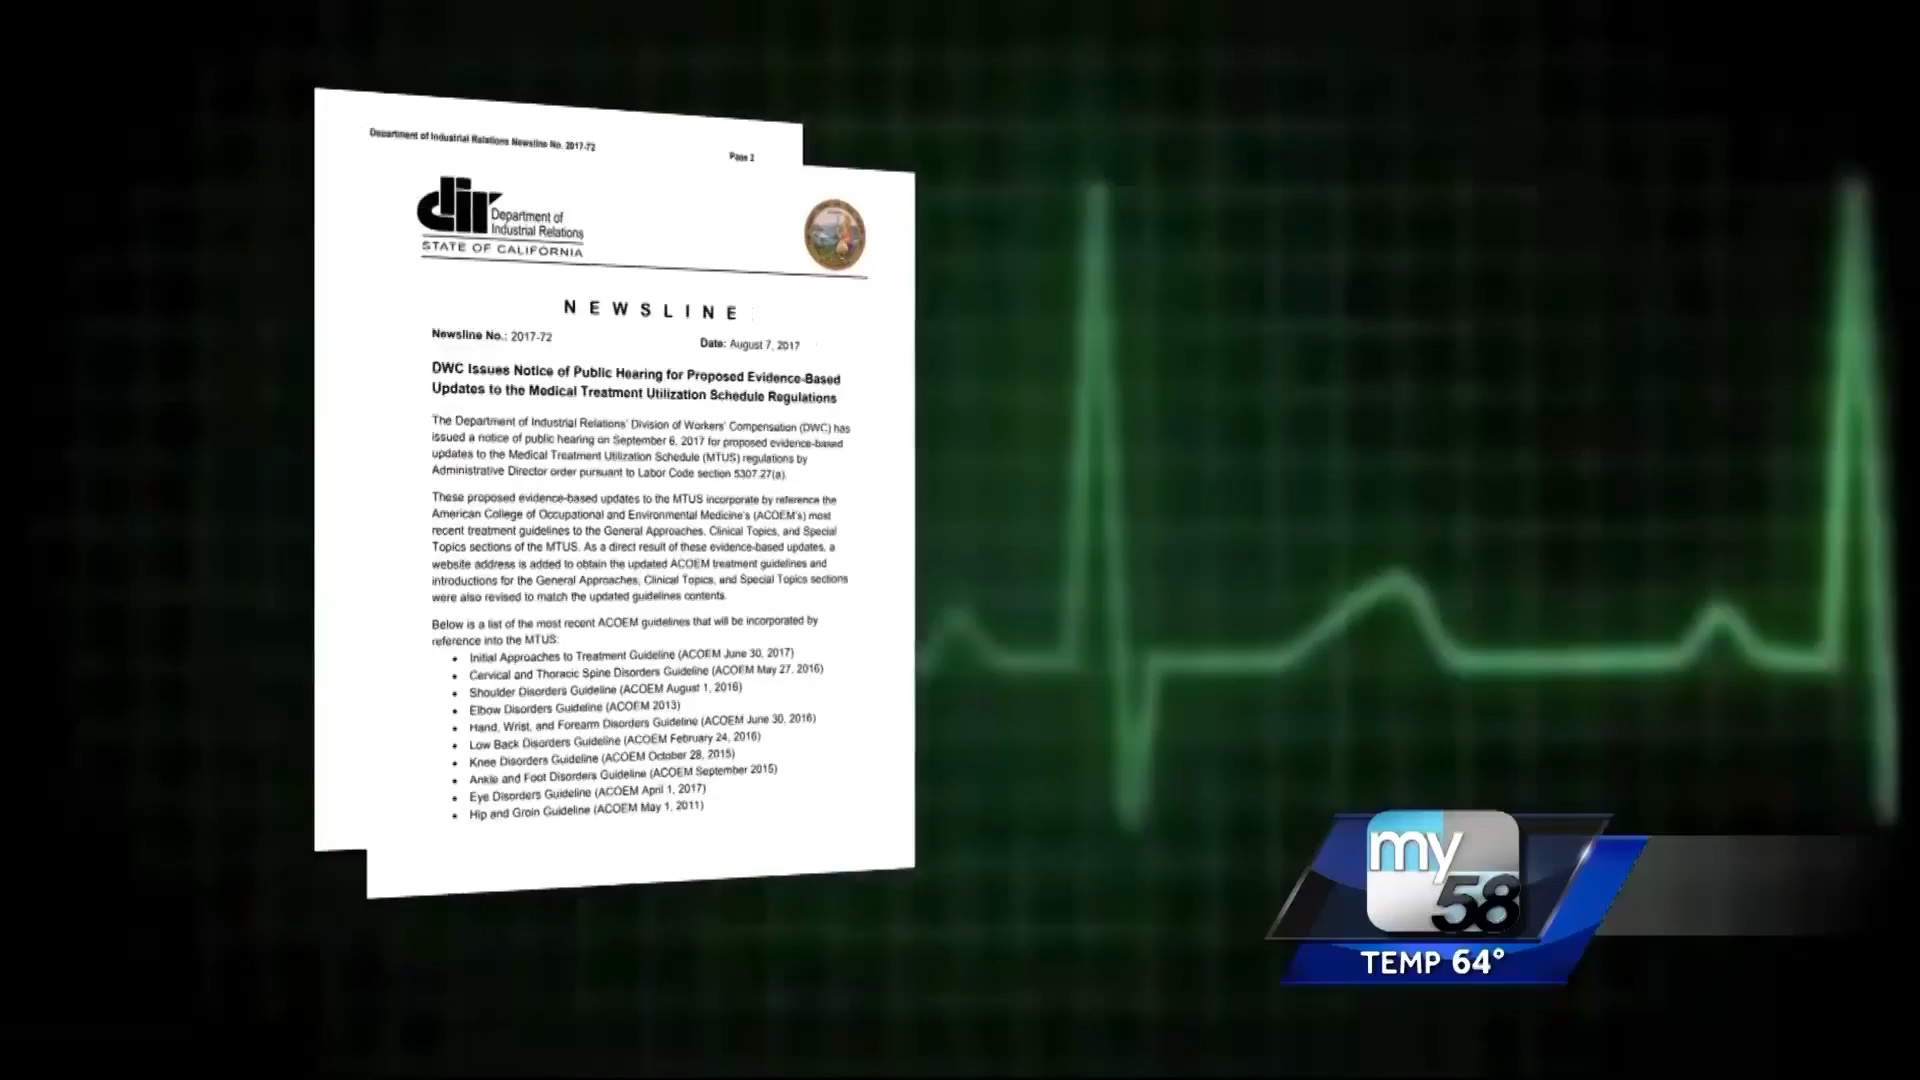 Department of Industrial Relations Newsline No. 2017-72
Page 2
dir Department of
Industrial Relations
STATE OF CALIFORNIA
NEWSLINE
Newsline No.: 2017-72
Date: August 7, 2017
DWC Issues Notice of Public Hearing for Proposed Evidence-Based
Updates to the Medical Treatment Utilization Schedule Regulations
The Department of Industrial Relations' Division of Workers' Compensation (DWC) has
issued a notice of public hearing on September 6, 2017 for proposed evidence-based
updates to the Medical Treatment Utilization Schedule (MTUS) regulations by
Administrative Director order pursuant to Labor Code section 5307.27(a).
These proposed evidence-based updates to the MTUS incorporate by reference the
American College of Occupational and Environmental Medicine's (ACOEM's) most
recent treatment guidelines to the General Approaches, Clinical Topics, and Special
Topics sections of the MTUS. As a direct result of these evidence-based updates, a
website address is added to obtain the updated ACOEM treatment guidelines and
introductions for the General Approaches, Clinical Topics, and Special Topics sections
were also revised to match the updated guidelines contents.
Below is a list of the most recent ACOEM guidelines that will be incorporated by
reference into the MTUS:
• Initial Approaches to Treatment Guideline (ACOEM June 30, 2017)
• Cervical and Thoracic Spine Disorders Guideline (ACOEM May 27, 2016)
• Shoulder Disorders Guideline (ACOEM August 1, 2016)
• Elbow Disorders Guideline (ACOEM 2013)
• Hand, Wrist, and Forearm Disorders Guideline (ACOEM June 30, 2016)
• Low Back Disorders Guideline (ACOEM February 24, 2016)
• Knee Disorders Guideline (ACOEM October 28, 2015)
• Ankle and Foot Disorders Guideline (ACOEM September 2015)
• Eye Disorders Guideline (ACOEM April 1, 2017)
• Hip and Groin Guideline (ACOEM May 1, 2011)
my
58
TEMP 64°